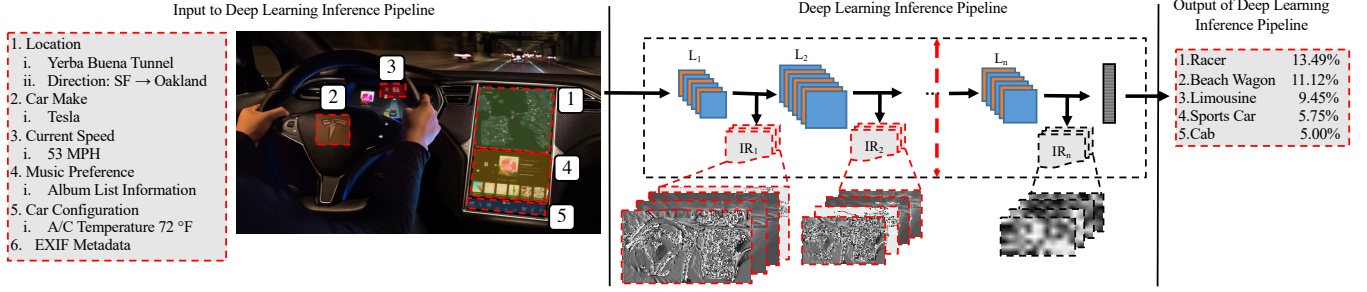 Input to Deep Learning Inference Pipeline
1. Location
i. Yerba Buena Tunnel
ii. Direction: SF → Oakland
2. Car Make
i. Tesla
3. Current Speed
i. 53 MPH
4. Music Preference
i. Album List Information
5. Car Configuration
i. A/C Temperature 72 °F
6. EXIF Metadata
3
53
2
1
4
5
Deep Learning Inference Pipeline
L1
L2
...
Ln
IR1
IR2
IRn
Output of Deep Learning
Inference Pipeline
1.Racer 13.49%
2.Beach Wagon 11.12%
3.Limousine 9.45%
4.Sports Car 5.75%
5.Cab 5.00%